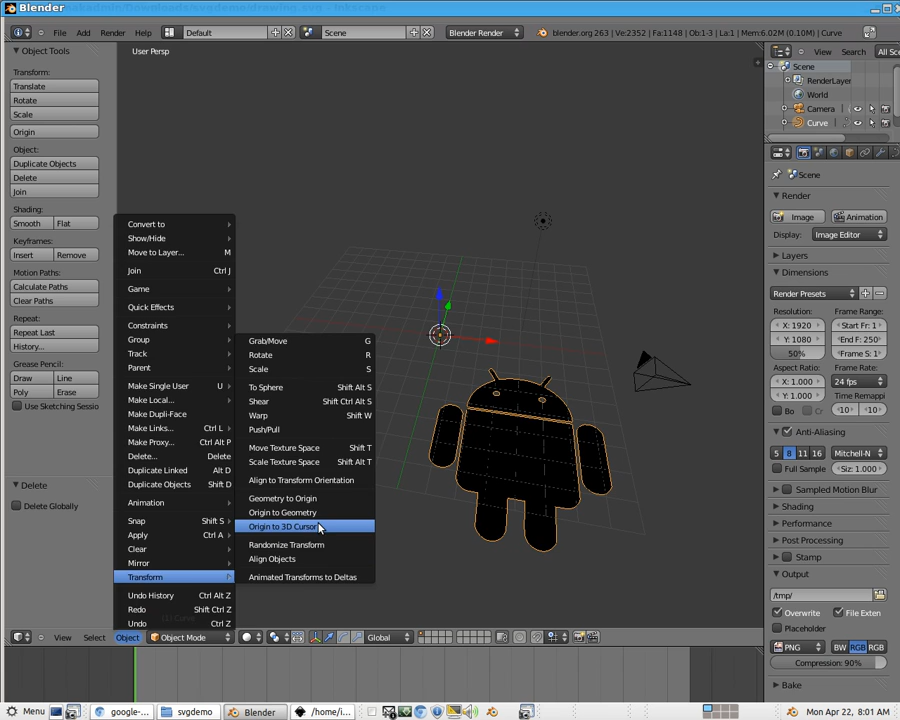 Blender
File
Add
Render
Help
Default
Scene
Blender Render
blender.org 263 | Ve:2352 | Fa:1148 | Ob:1-3 | La:1 | Mem:6.02M (0.10M) | Curve
Object Tools
Transform:
Translate
Rotate
Scale
Origin
Object:
Duplicate Objects
Delete
Join
Shading:
Smooth
Flat
Keyframes:
Insert
Remove
Motion Paths:
Calculate Paths
Clear Paths
Repeat:
Repeat Last
History...
Grease Pencil:
Draw
Line
Poly
Erase
Use Sketching Sessio
Delete
Delete Globally
User Persp
Convert to
Show/Hide
Move to Layer... M
Join Ctrl J
Game
Quick Effects
Constraints
Group
Track
Parent
Make Single User U
Make Local...
Make Dupli-Face
Make Links... Ctrl L
Make Proxy... Ctrl Alt P
Delete... Delete
Duplicate Linked Alt D
Duplicate Objects Shift D
Animation
Snap Shift S
Apply Ctrl A
Clear
Mirror
Transform
Undo History Ctrl Alt Z
Redo Shift Ctrl Z
Undo Ctrl Z
Grab/Move G
Rotate R
Scale S
To Sphere Shift Alt S
Shear Shift Ctrl Alt S
Warp Shift W
Push/Pull
Move Texture Space Shift T
Scale Texture Space Shift Alt T
Align to Transform Orientation
Geometry to Origin
Origin to Geometry
Origin to 3D Cursor
Randomize Transform
Align Objects
Animated Transforms to Deltas
View
Select
Object
Object Mode
Global
View
Search
All Sc
Scene
RenderLayer
World
Camera
Curve
Scene
Render
Image
Animation
Display:
Image Editor
Layers
Dimensions
Render Presets
Resolution:
Frame Range:
X: 1920
Start Fr: 1
Y: 1080
End F: 250
50%
Frame S: 1
Aspect Ratio:
Frame Rate:
X: 1.000
24 fps
Y: 1.000
Time Remappi
Bo
Cr
10
10
Anti-Aliasing
5
8
11
16
Mitchell-N
Full Sample
Siz: 1.000
Sampled Motion Blur
Shading
Performance
Post Processing
Stamp
Output
/tmp/
Overwrite
File Exten
Placeholder
PNG
BW
RGB
RGB
Compression: 90%
Bake
Menu
google-...
svgdemo
Blender
/home/i...
Mon Apr 22, 8:01 AM